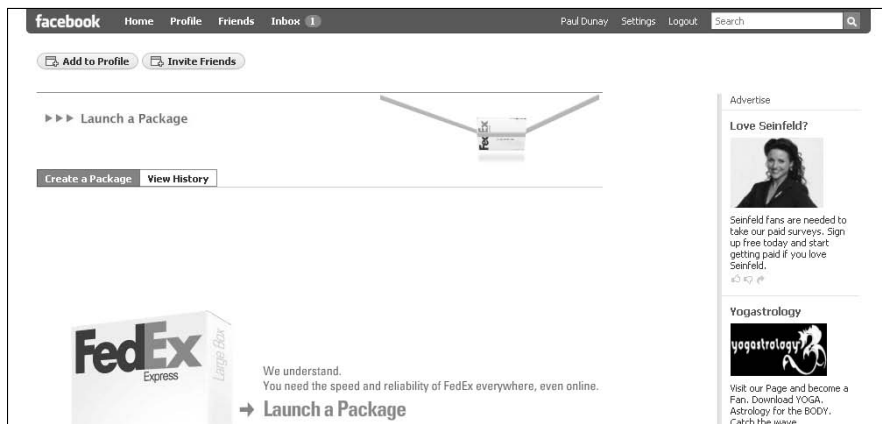 facebook Home Profile Friends Inbox 1 Paul Dunay Settings Logout Search
Add to Profile Invite Friends
Launch a Package
FedEx
Create a Package View History
FedEx
Express
Large Box
We understand.
You need the speed and reliability of FedEx everywhere, even online.
Launch a Package
Advertise
Love Seinfeld?
Seinfeld fans are needed to
take our paid surveys. Sign
up free today and start
getting paid if you love
Seinfeld.
Yogastrology
yogastrology
Visit our Page and become a
Fan. Download YOGA.
Astrology for the BODY.
Catch the wave